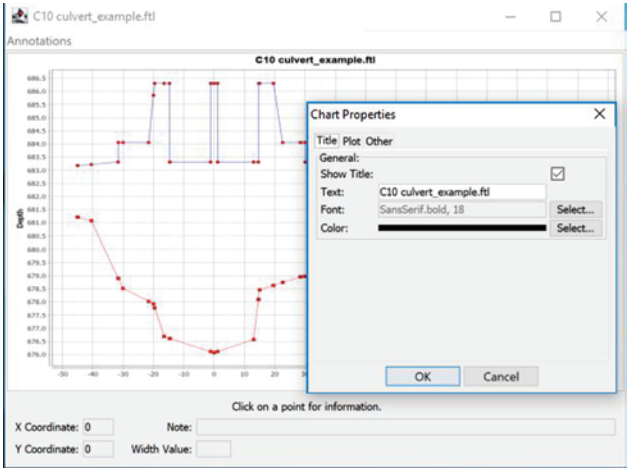 C10 culvert_example.ftl
Annotations
C10 culvert_example.ftl
686.5
686.0
685.5
685.0
684.5
684.0
683.5
683.0
682.5
682.0
681.5
681.0
680.5
680.0
679.5
679.0
678.5
678.0
677.5
677.0
676.5
676.0
Depth
-50 -40 -30 -20 -10 0 10 20
Chart Properties
Title Plot Other
General:
Show Title:
Text: C10 culvert_example.ftl
Font: SansSerif.bold, 18 Select...
Color: Select...
OK Cancel
Click on a point for information.
X Coordinate: 0 Note:
Y Coordinate: 0 Width Value: